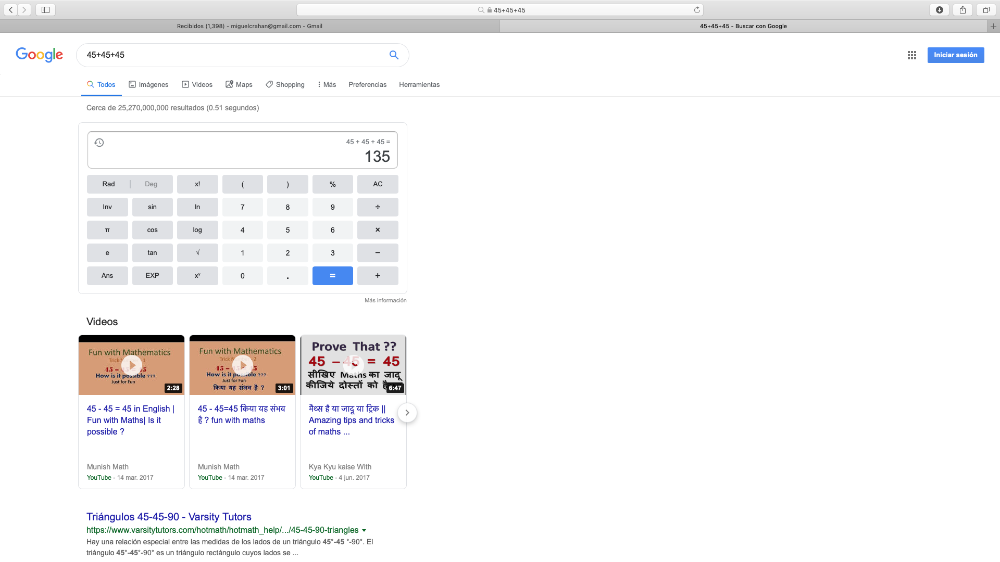 45+45+45
Recibidos (1,398) - miguelcrahan@gmail.com - Gmail
45+45+45 - Buscar con Google
Google
45+45+45
Iniciar sesión
Todos Imágenes Videos Maps Shopping Más Preferencias Herramientas
Cerca de 25,270,000,000 resultados (0.51 segundos)
45 + 45 + 45 =
135
Rad | Deg x! ( ) % AC
Inv sin ln 7 8 9 ÷
π cos log 4 5 6 ×
e tan √ 1 2 3 −
Ans EXP xʸ 0 . = +
Más información
Videos
Fun with Mathematics
Trick Number - 1
45 – 45 = 45
How is it possible ???
Just for Fun
2:28
45 - 45 = 45 in English |
Fun with Maths| Is it
possible ?
Munish Math
YouTube - 14 mar. 2017
Fun with Mathematics
Trick Number - 2
45 – 45 = 45
How is it possible ???
Just for Fun
किया यह संभव है ?
3:01
45 - 45=45 किया यह संभव
है ? fun with maths
Munish Math
YouTube - 14 mar. 2017
Prove That ??
45 – 45 = 45
सीखिए Maths का जादू
कीजिये दोस्तों को
6:47
मैथ्स है या जादू या ट्रिक ||
Amazing tips and tricks
of maths ...
Kya Kyu kaise With
YouTube - 4 jun. 2017
Triángulos 45-45-90 - Varsity Tutors
https://www.varsitytutors.com/hotmath/hotmath_help/.../45-45-90-triangles
Hay una relación especial entre las medidas de los lados de un triángulo 45°-45 °-90°. El
triángulo 45°-45°-90° es un triángulo rectángulo cuyos lados se ...